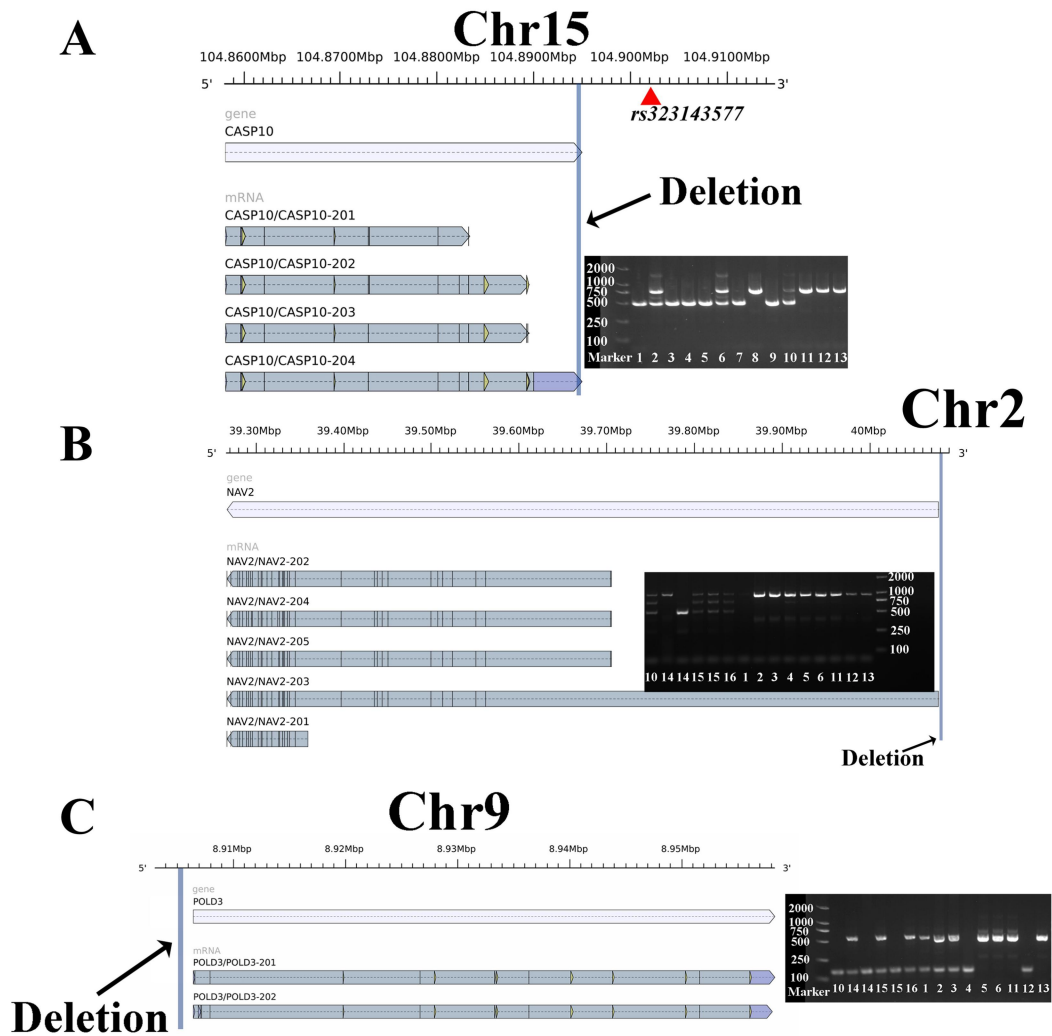 A
Chr15
104.8600Mbp 104.8700Mbp 104.8800Mbp 104.8900Mbp 104.9000Mbp 104.9100Mbp
5' 3'
rs323143577
gene
CASP10
Deletion
mRNA
CASP10/CASP10-201
CASP10/CASP10-202
CASP10/CASP10-203
CASP10/CASP10-204
2000
1000
750
500
250
100
Marker 1 2 3 4 5 6 7 8 9 10 11 12 13
Chr2
B
39.30Mbp 39.40Mbp 39.50Mbp 39.60Mbp 39.70Mbp 39.80Mbp 39.90Mbp 40Mbp
5' 3'
gene
NAV2
mRNA
NAV2/NAV2-202
NAV2/NAV2-204
NAV2/NAV2-205
NAV2/NAV2-203
NAV2/NAV2-201
2000
1000
750
500
250
100
10 14 14 15 15 16 1 2 3 4 5 6 11 12 13
Deletion
C
Chr9
8.91Mbp 8.92Mbp 8.93Mbp 8.94Mbp 8.95Mbp
5' 3'
gene
POLD3
mRNA
POLD3/POLD3-201
POLD3/POLD3-202
Deletion
2000
1000
750
500
250
100
Marker 10 14 14 15 15 16 1 2 3 4 5 6 11 12 13